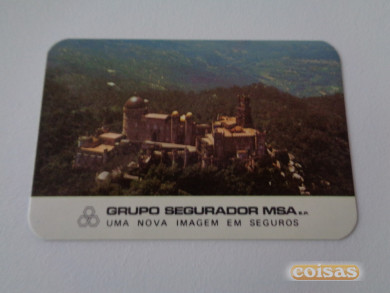 GRUPO SEGURADOR MSA E.P.
UMA NOVA IMAGEM EM SEGUROS
coisas